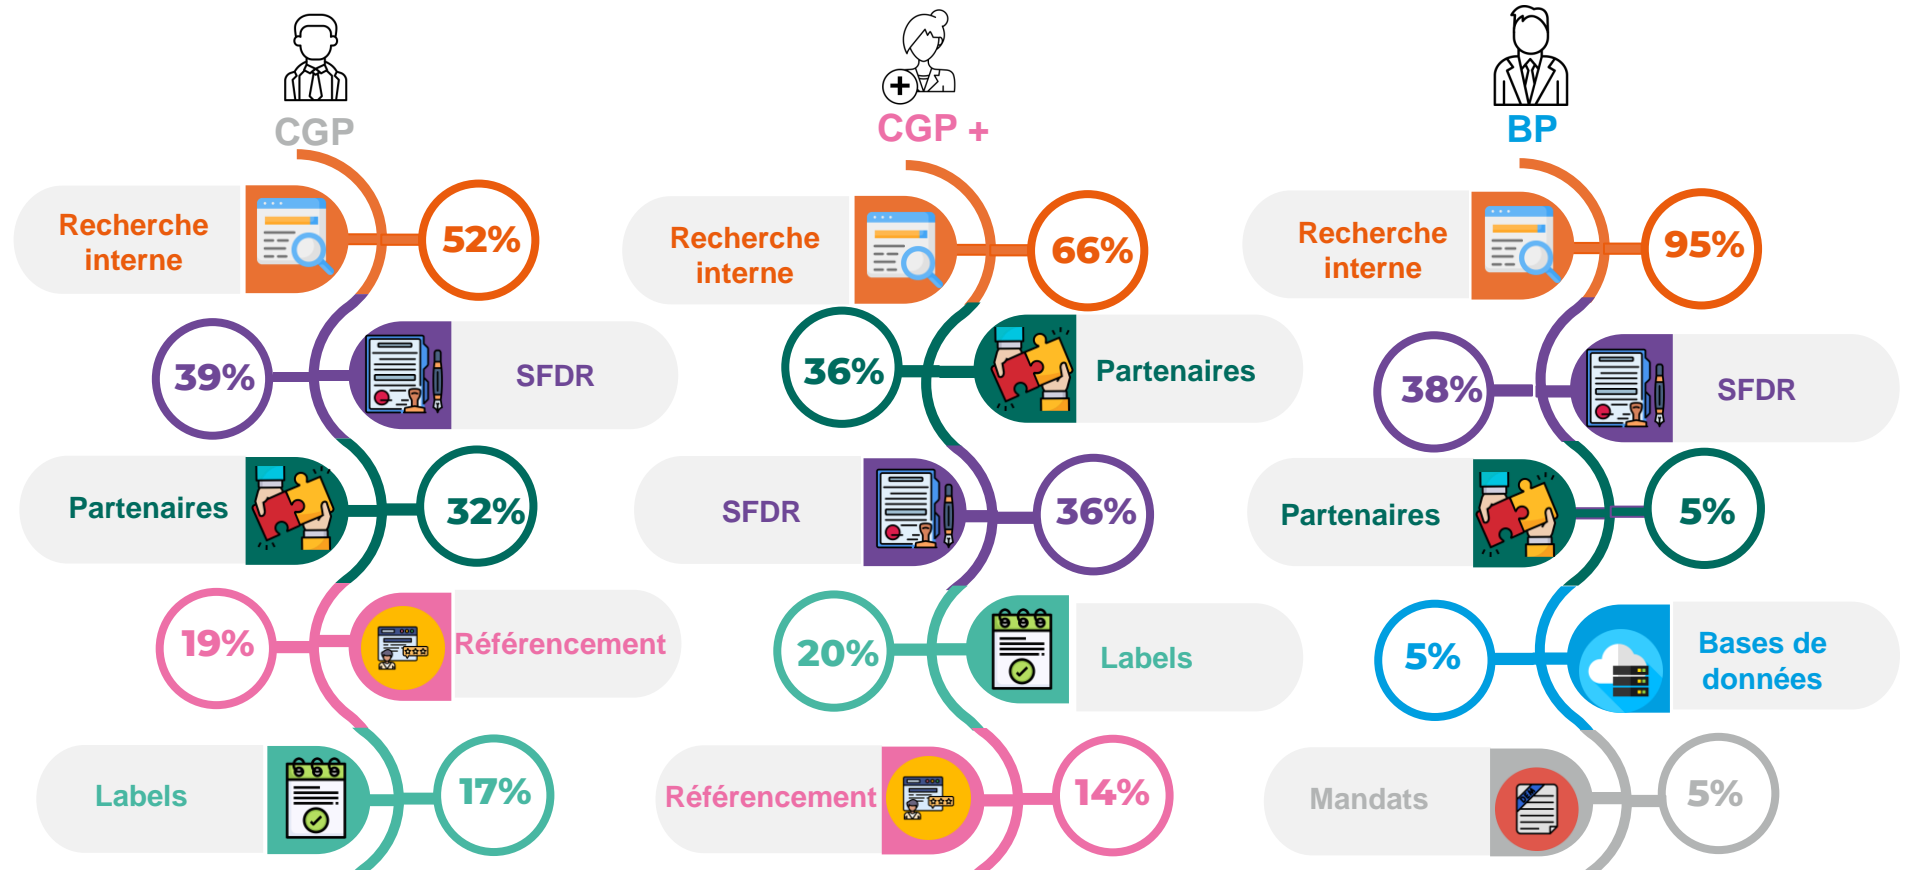 CGP
Recherche
interne
52%
39%
SFDR
Partenaires
32%
19%
Référencement
Labels
17%
CGP +
Recherche
interne
66%
36%
Partenaires
SFDR
36%
20%
Labels
Référencement
14%
BP
Recherche
interne
95%
38%
SFDR
Partenaires
5%
5%
Bases de
données
Mandats
5%